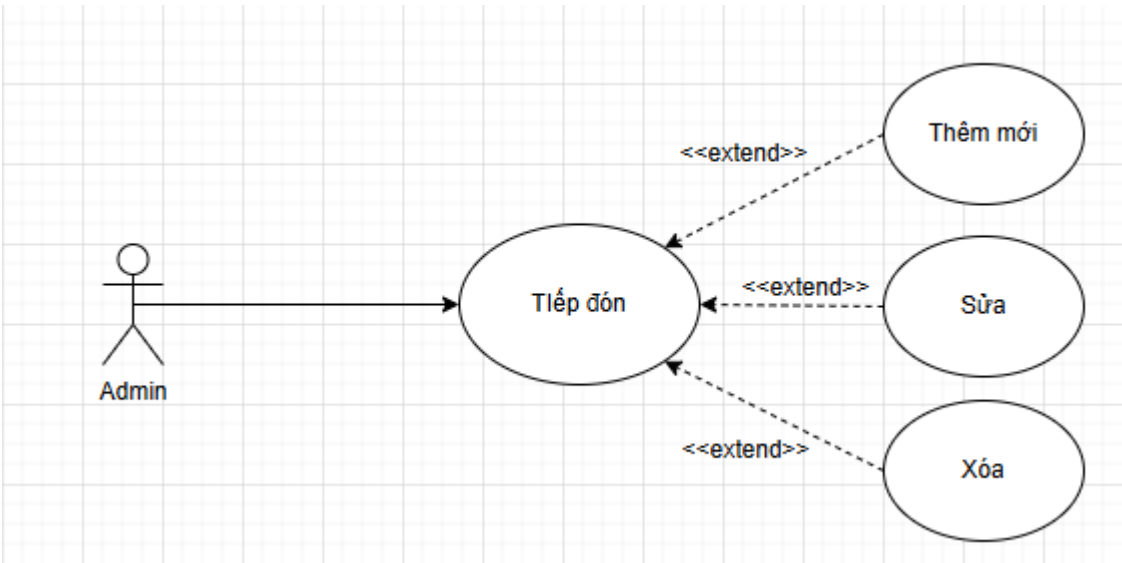 Thêm mới
<<extend>>
<<extend>>
TIếp đón
Sửa
Admin
<<extend>>
Xóa